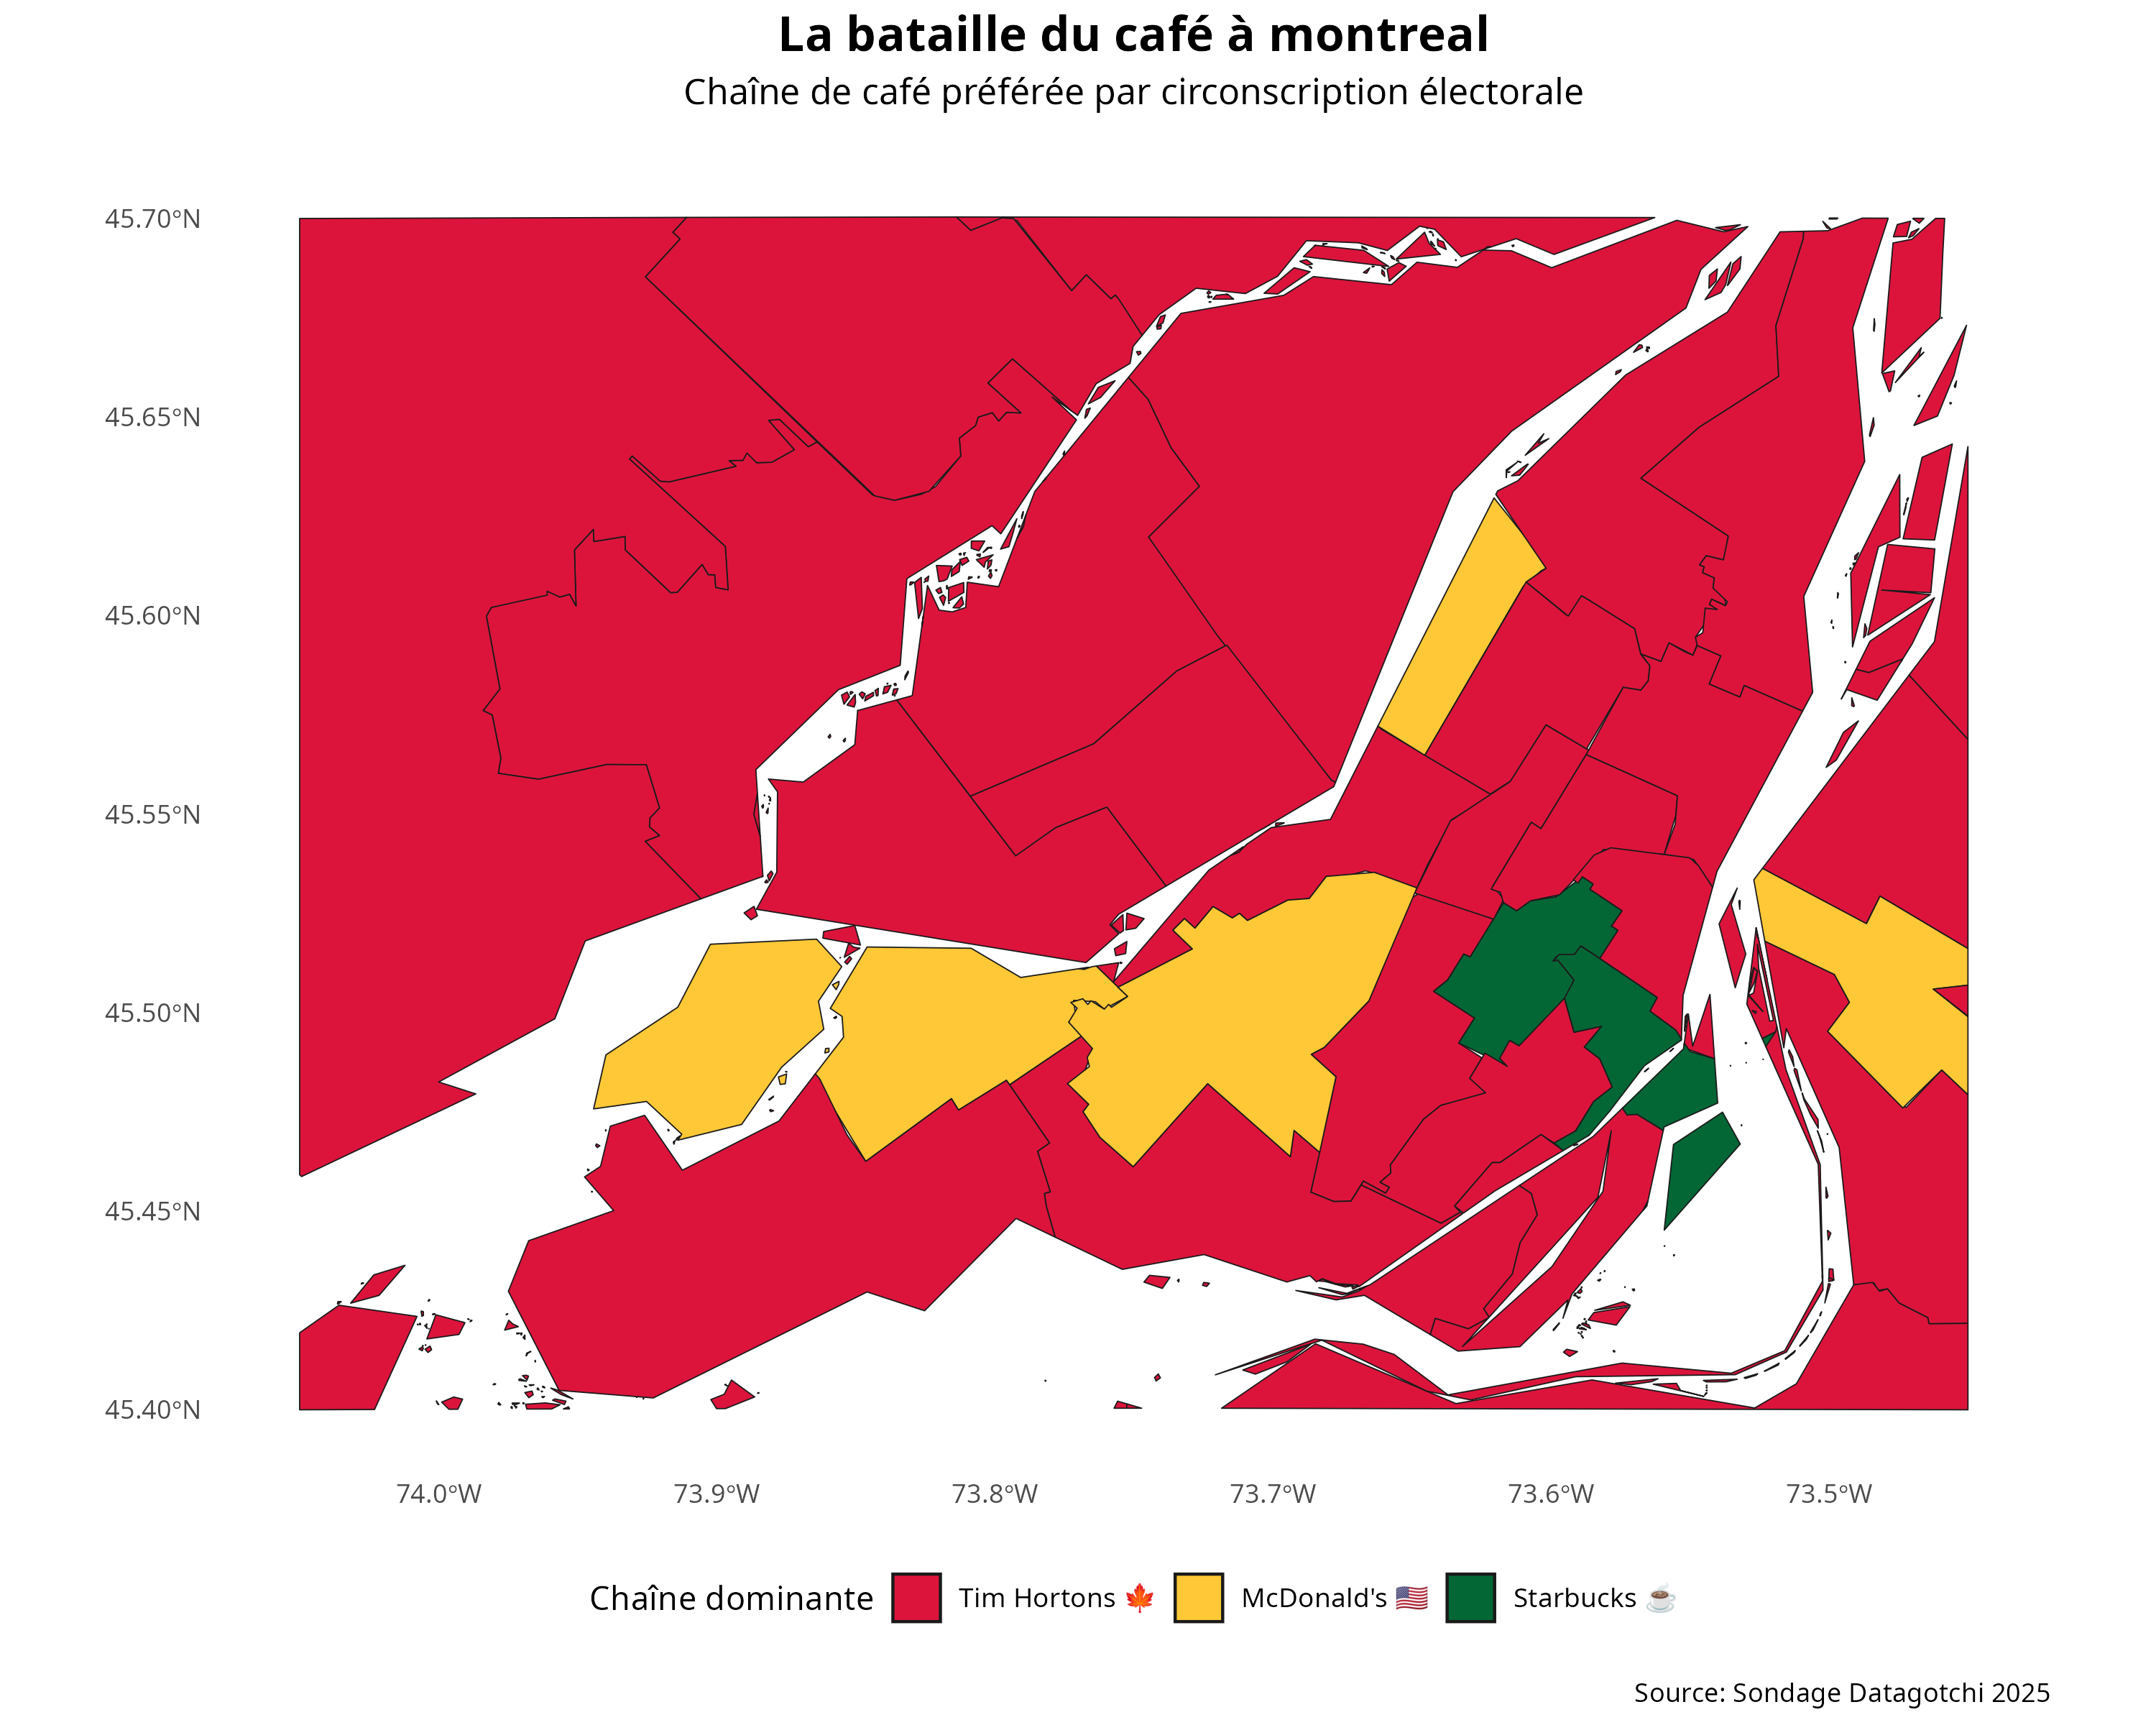 La bataille du café à montreal
Chaîne de café préférée par circonscription électorale
45.70°N
45.65°N
45.60°N
45.55°N
45.50°N
45.45°N
45.40°N
74.0°W 73.9°W 73.8°W 73.7°W 73.6°W 73.5°W
Chaîne dominante Tim Hortons 🍁 McDonald's 🇺🇸 Starbucks ☕
Source: Sondage Datagotchi 2025